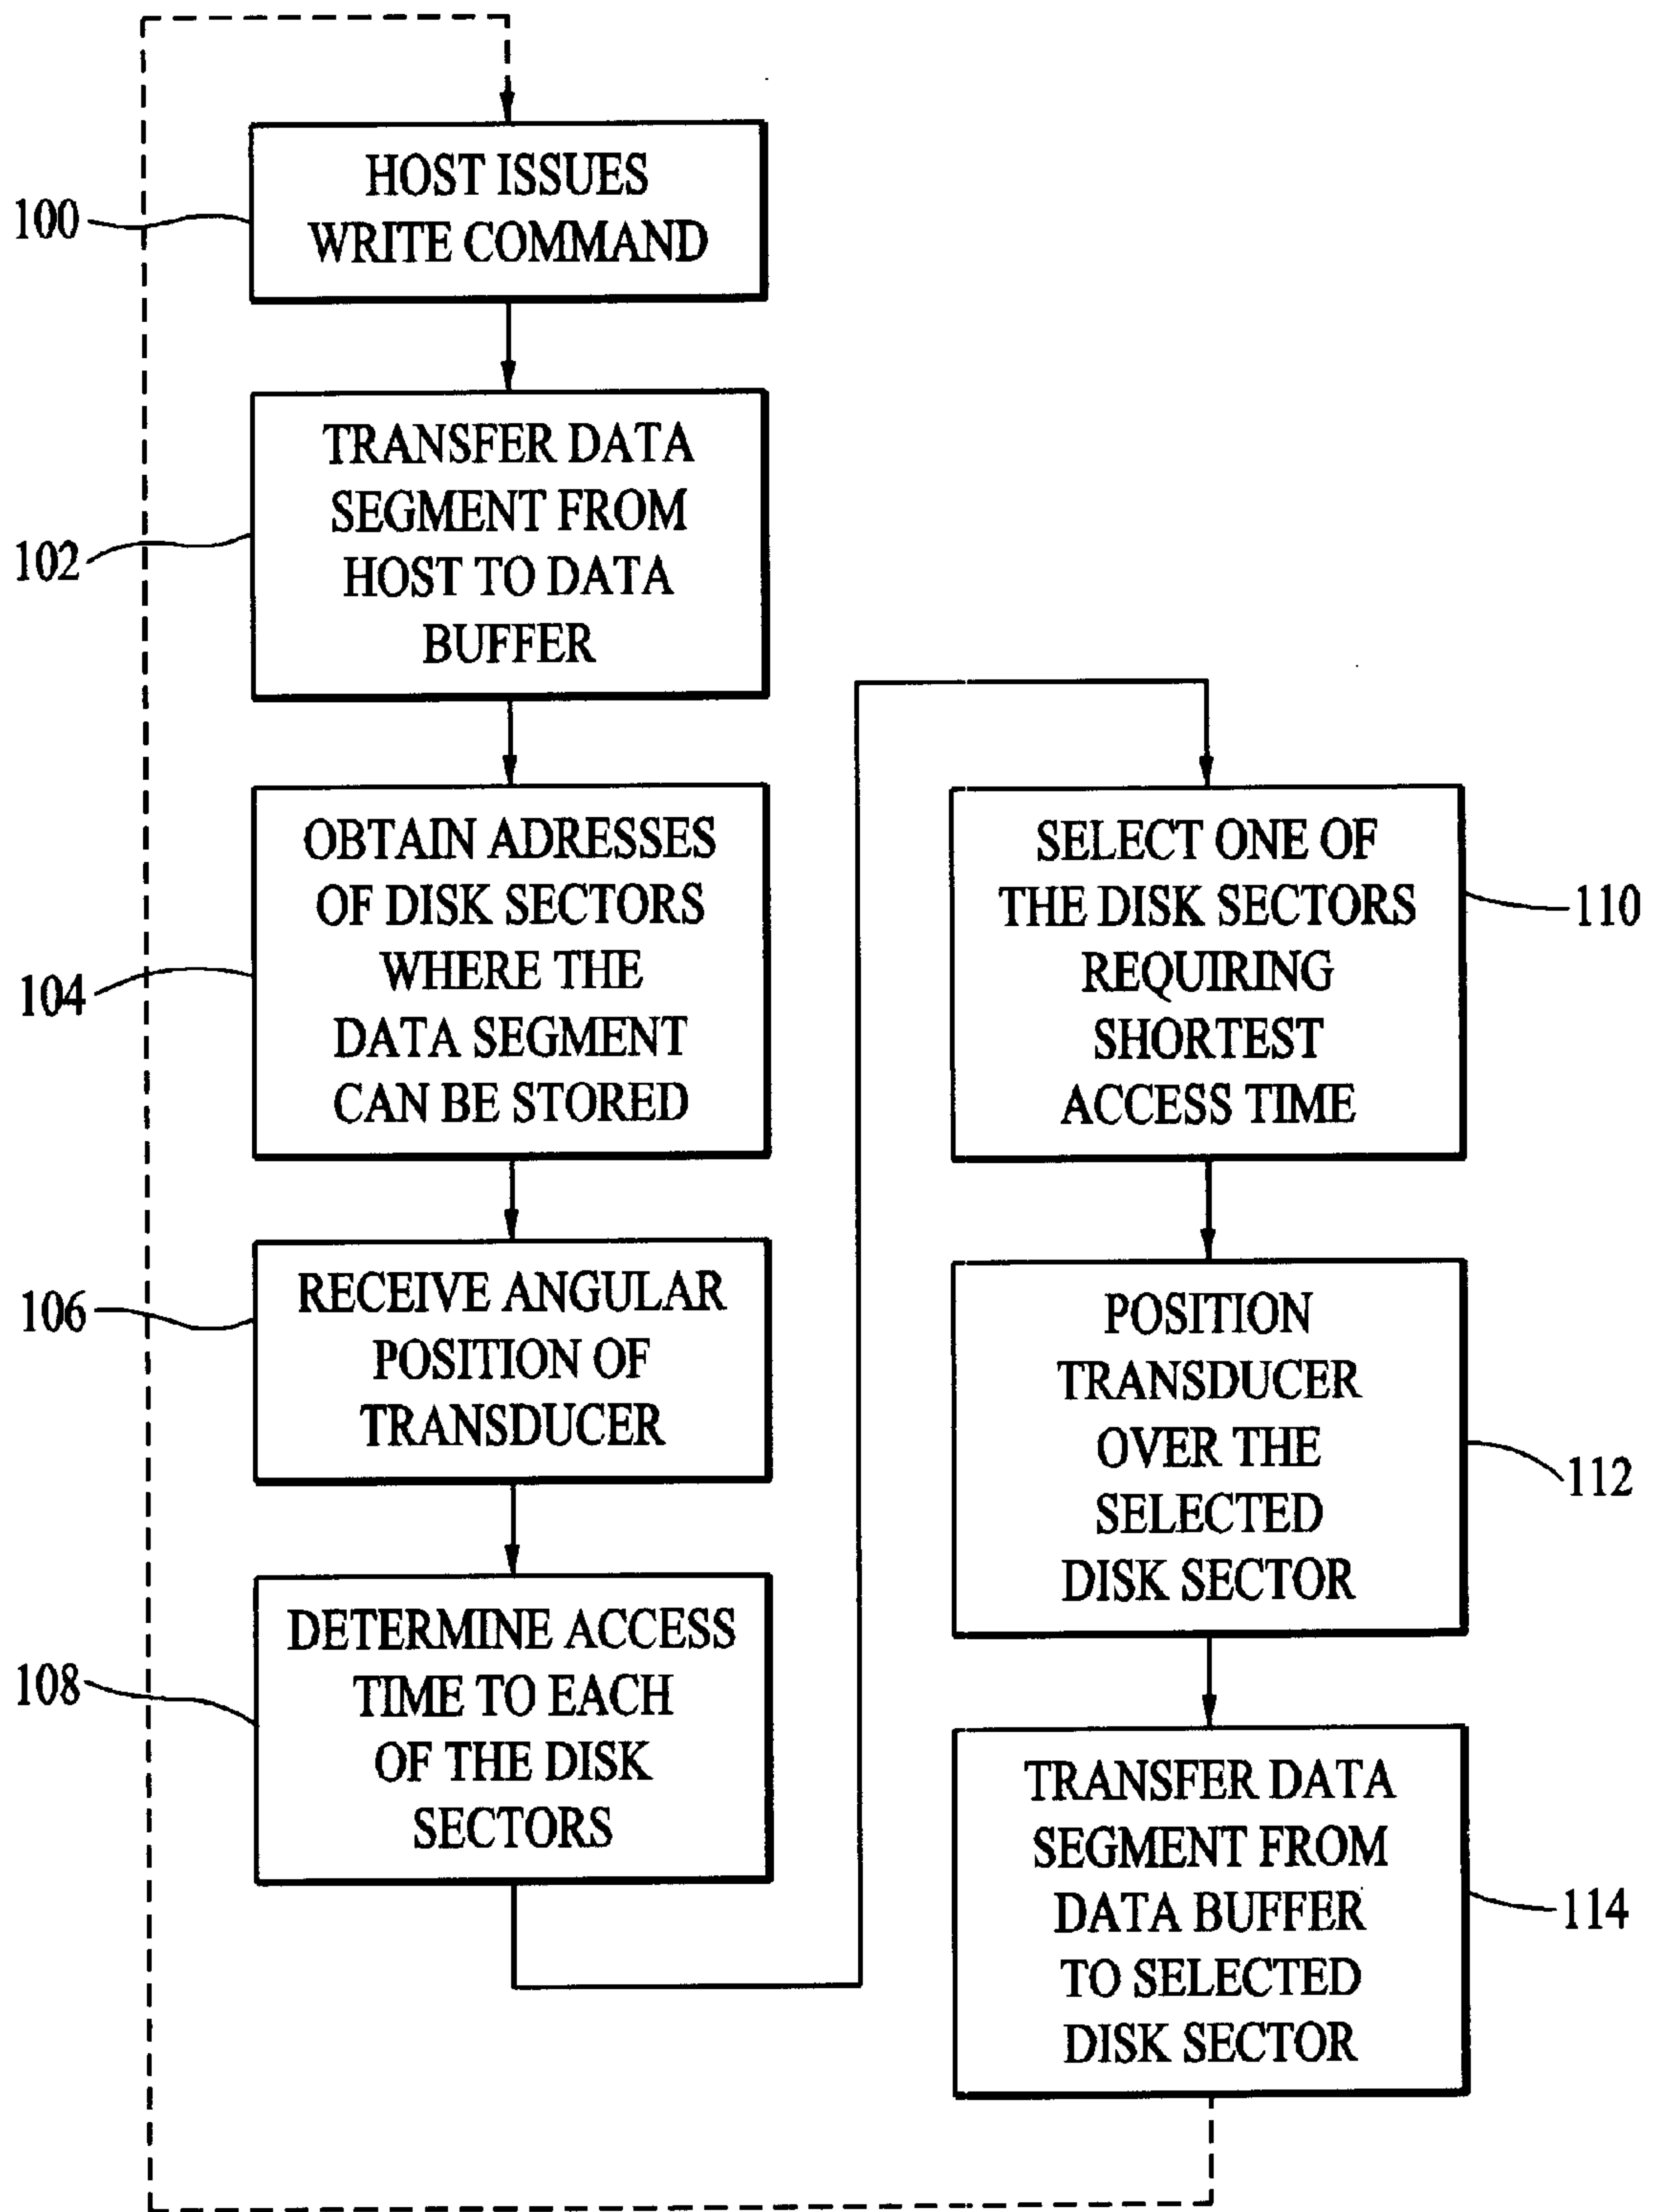 100
HOST ISSUES
WRITE COMMAND
102
TRANSFER DATA
SEGMENT FROM
HOST TO DATA
BUFFER
104
OBTAIN ADRESSES
OF DISK SECTORS
WHERE THE
DATA SEGMENT
CAN BE STORED
106
RECEIVE ANGULAR
POSITION OF
TRANSDUCER
108
DETERMINE ACCESS
TIME TO EACH
OF THE DISK
SECTORS
SELECT ONE OF
THE DISK SECTORS
REQUIRING
SHORTEST
ACCESS TIME
110
POSITION
TRANSDUCER
OVER THE
SELECTED
DISK SECTOR
112
TRANSFER DATA
SEGMENT FROM
DATA BUFFER
TO SELECTED
DISK SECTOR
114